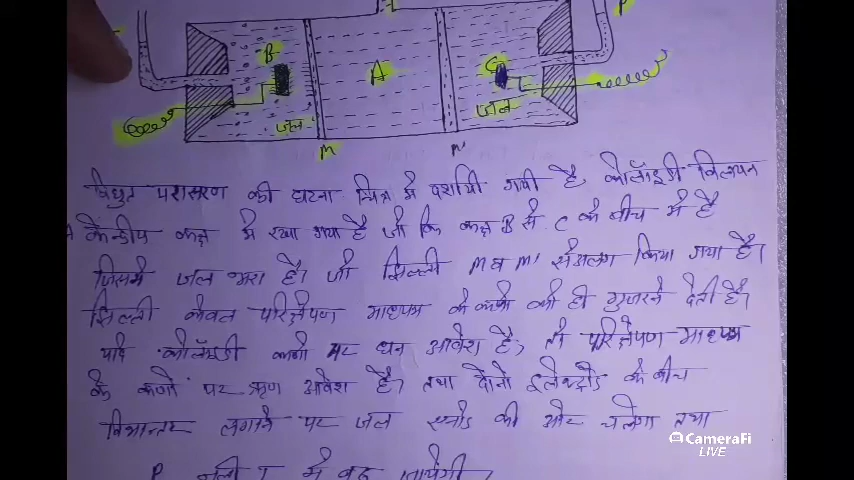 P
B
A
C
जल
जल
M
M'
विधुत परासरण की घटना चित्र में दर्शायी गयी है, कोलॉइडी विलयन
A केन्द्रीय कक्ष में रखा गया है जो कि कक्ष B से C के बीच में है
जिसमें जल भरा है। जो झिल्ली M व M' से अलग किया गया है।
झिल्ली केवल परिक्षेपण माध्यम के कणों को ही गुजरने देती है।
यदि कोलॉइडी कणों पर धन आवेश है, तो परिक्षेपण माध्यम
के कणों पर ऋण आवेश है। तथा दोनों इलेक्ट्रोड के बीच
विभान्तर लगाने पर जल एनोड की ओर चलेगा तथा
P नली में बढ़ जायेगी
CameraFi
LIVE